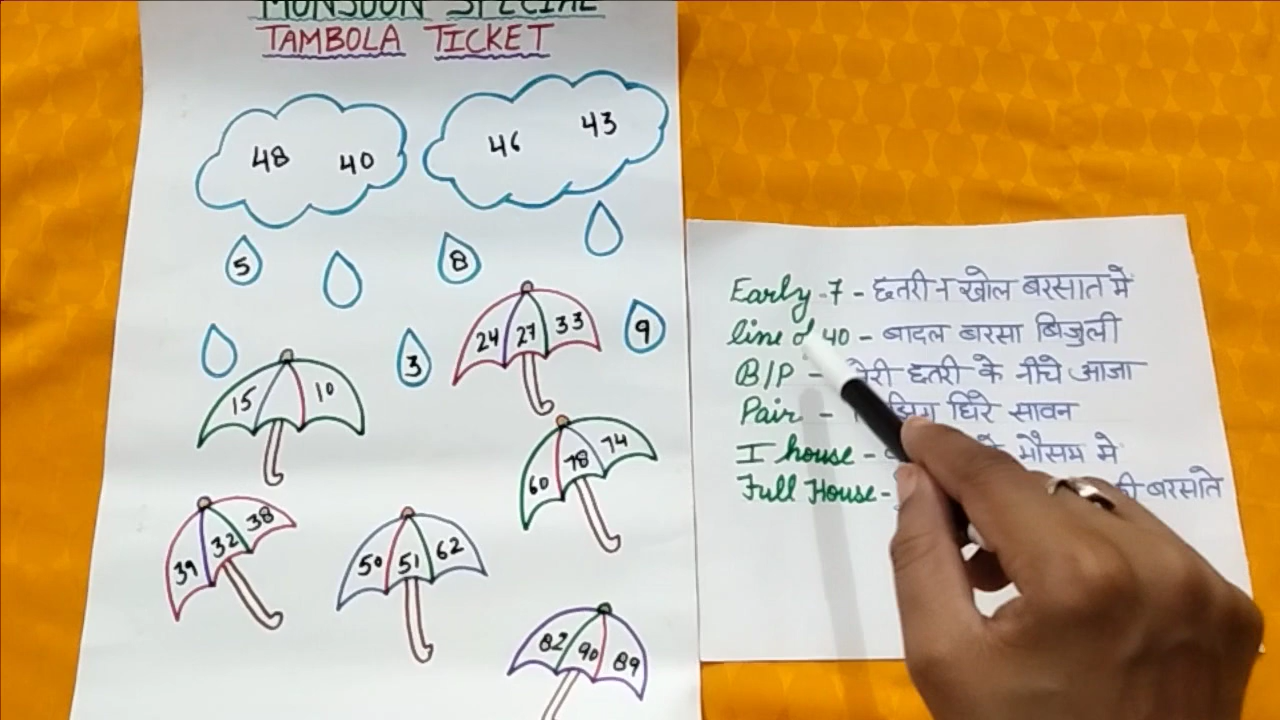 MONSOON SPECIAL
TAMBOLA TICKET
48 40
46 43
5
8
24 27 33
9
3
15 10
60 78 74
39 32 38
50 51 62
82 90 89
Early-7 - छतरी न खोल बरसात में
line of 40 - बादल बरसा बिजुली
B/P - छतरी के नीचे आजा
Pair - घिरे सावन
I house - मौसम मे
Full House - की बरसाते